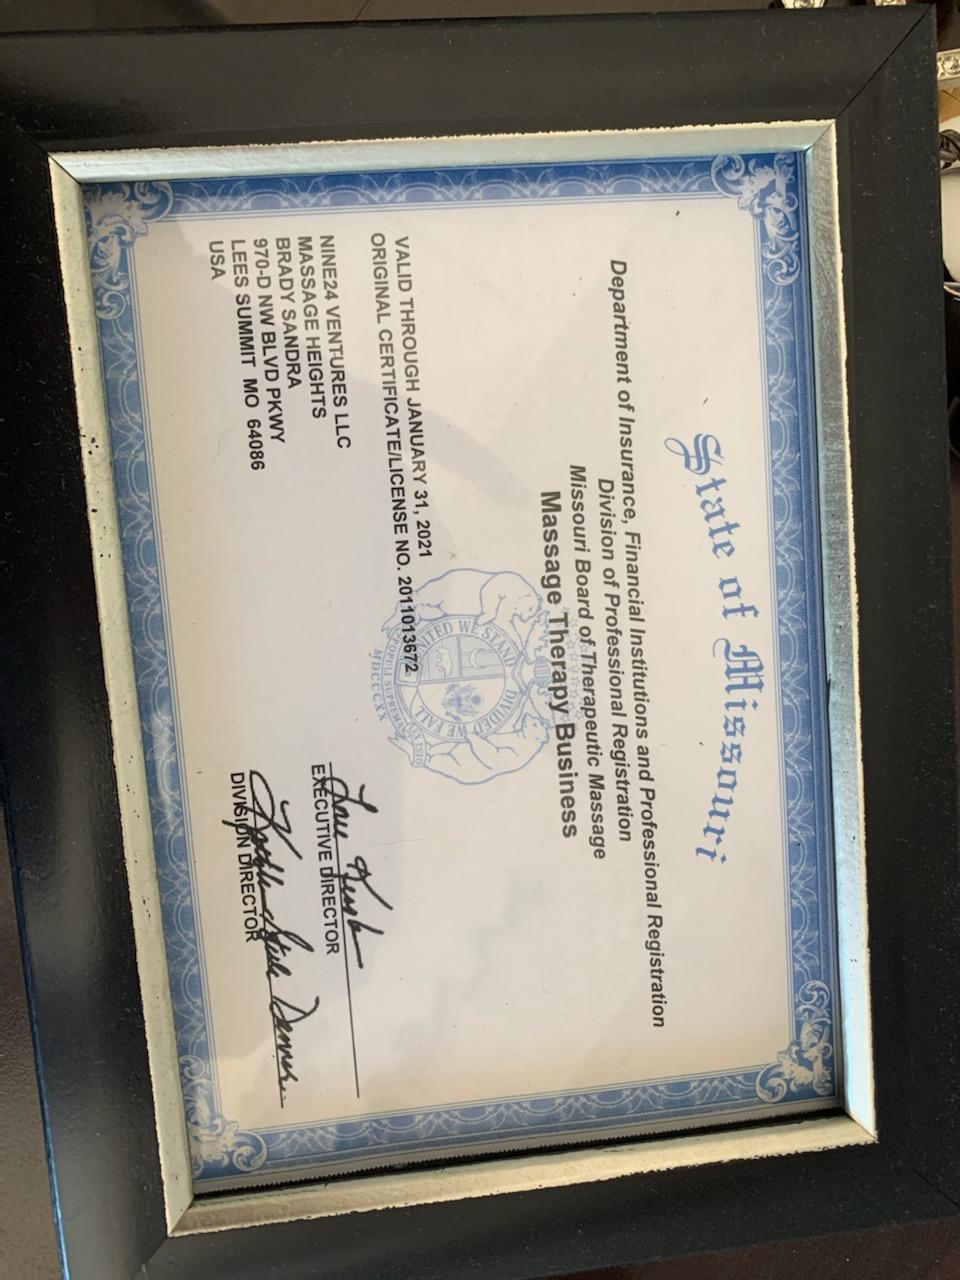 State of Missouri
Department of Insurance, Financial Institutions and Professional Registration
Division of Professional Registration
Missouri Board of Therapeutic Massage
Massage Therapy Business
VALID THROUGH JANUARY 31, 2021
ORIGINAL CERTIFICATE/LICENSE NO. 2011013672
UNITED WE STAND DIVIDED WE FALL
MDCCCXX
NINE24 VENTURES LLC
MASSAGE HEIGHTS
BRADY SANDRA
970-D NW BLVD PKWY
LEES SUMMIT MO 64086
USA
EXECUTIVE DIRECTOR
DIVISION DIRECTOR